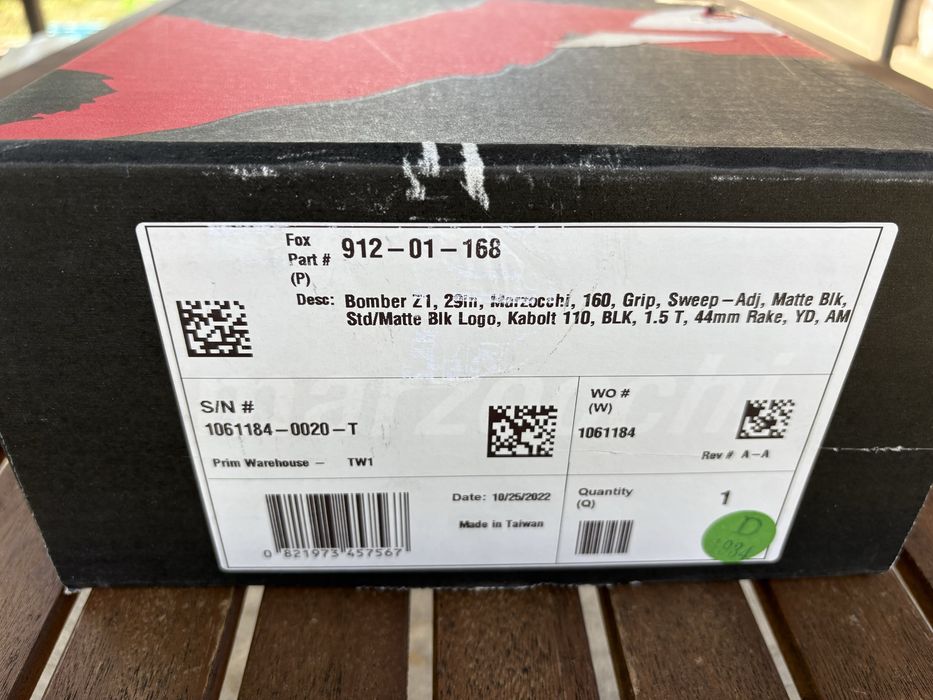 Fox
Part #
(P)
912-01-168
Desc: Bomber Z1, 29in, Marzocchi, 160, Grip, Sweep-Adj, Matte Blk,
Std/Matte Blk Logo, Kabolt 110, BLK, 1.5 T, 44mm Rake, YD, AM
marzocchi
S/N #
1061184-0020-T
Prim Warehouse - TW1
WO #
(W)
1061184
Rev # A-A
Date: 10/25/2022
Made in Taiwan
0 821973 457567
Quantity
(Q)
1
D